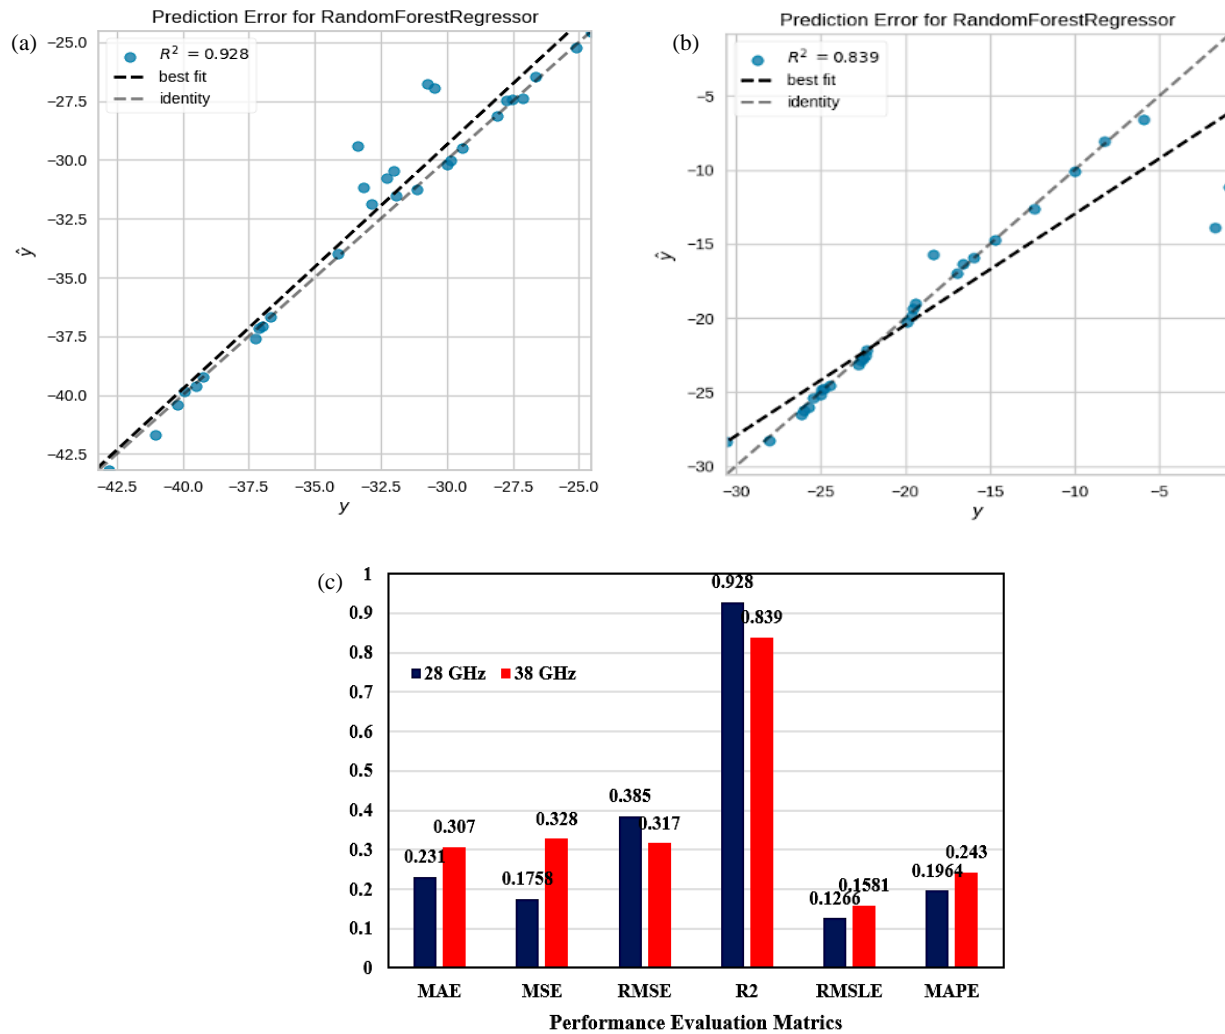 Prediction Error for RandomForestRegressor
(a)
R² = 0.928
best fit
identity
−25.0
−27.5
−30.0
−32.5
−35.0
−37.5
−40.0
−42.5
ŷ
−42.5 −40.0 −37.5 −35.0 −32.5 −30.0 −27.5 −25.0
y
Prediction Error for RandomForestRegressor
(b)
R² = 0.839
best fit
identity
−5
−10
−15
−20
−25
−30
ŷ
−30 −25 −20 −15 −10 −5
y
(c)
1
0.9
0.8
0.7
0.6
0.5
0.4
0.3
0.2
0.1
0
28 GHz 38 GHz
0.231 0.307
0.1758 0.328
0.385 0.317
0.928 0.839
0.1266 0.1581
0.1964 0.243
MAE MSE RMSE R2 RMSLE MAPE
Performance Evaluation Matrics